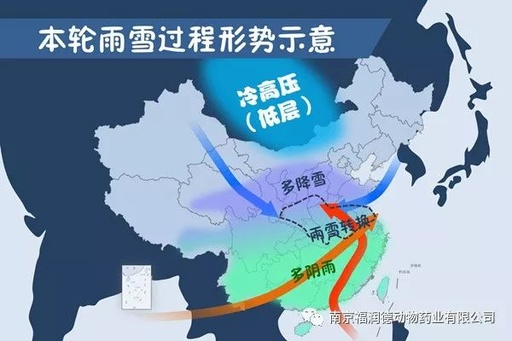 本轮雨雪过程形势示意
冷高压
（低层）
多降雪
雨雪转换
多阴雨
南京福润德动物药业有限公司